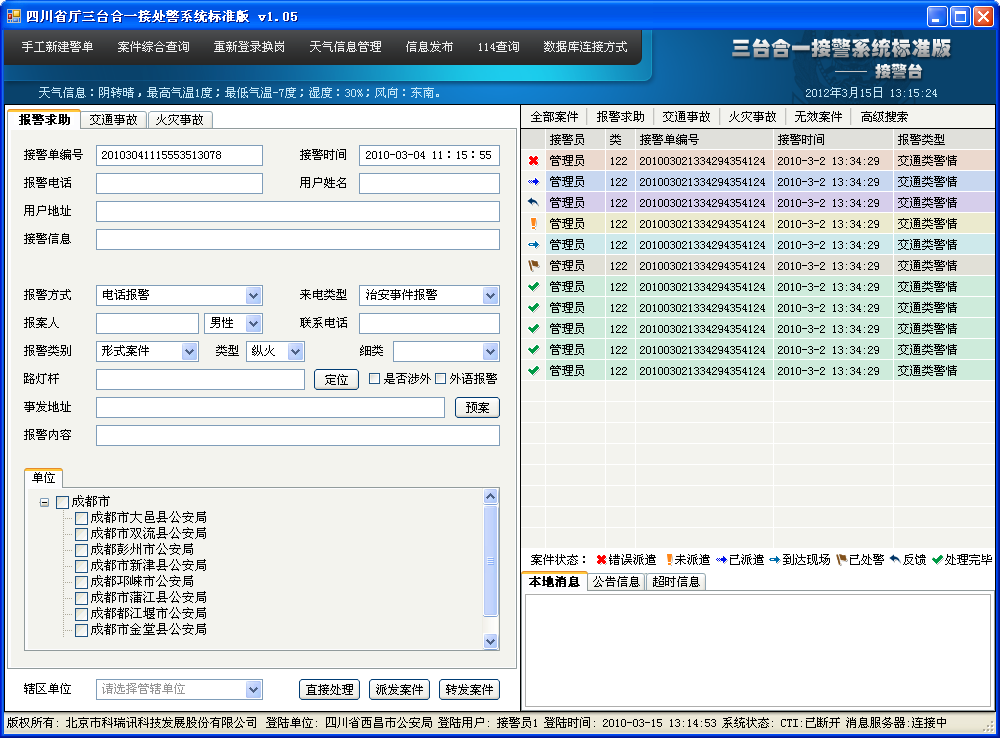 四川省厅三台合一接处警系统标准版 v1.05
手工新建警单 案件综合查询 重新登录换岗 天气信息管理 信息发布 114查询 数据库连接方式
三台合一接警系统标准版
—— 接警台
天气信息：阴转晴，最高气温1度；最低气温-7度；湿度：30%；风向：东南。
2012年3月15日 13:15:24
报警求助 交通事故 火灾事故
接警单编号 20103041115553513078 接警时间 2010-03-04 11：15：55
报警电话 用户姓名
用户地址
接警信息
报警方式 电话报警 来电类型 治安事件报警
报案人 男性 联系电话
报警类别 形式案件 类型 纵火 细类
路灯杆 定位 是否涉外 外语报警
事发地址 预案
报警内容
单位
成都市
成都市大邑县公安局
成都市双流县公安局
成都彭州市公安局
成都市新津县公安局
成都邛崃市公安局
成都市蒲江县公安局
成都都江堰市公安局
成都市金堂县公安局
辖区单位 请选择管辖单位 直接处理 派发案件 转发案件
全部案件 报警求助 交通事故 火灾事故 无效案件 高级搜索
接警员 类 接警单编号 接警时间 报警类型
管理员 122 201003021334294354124 2010-3-2 13:34:29 交通类警情
管理员 122 201003021334294354124 2010-3-2 13:34:29 交通类警情
管理员 122 201003021334294354124 2010-3-2 13:34:29 交通类警情
管理员 122 201003021334294354124 2010-3-2 13:34:29 交通类警情
管理员 122 201003021334294354124 2010-3-2 13:34:29 交通类警情
管理员 122 201003021334294354124 2010-3-2 13:34:29 交通类警情
管理员 122 201003021334294354124 2010-3-2 13:34:29 交通类警情
管理员 122 201003021334294354124 2010-3-2 13:34:29 交通类警情
管理员 122 201003021334294354124 2010-3-2 13:34:29 交通类警情
管理员 122 201003021334294354124 2010-3-2 13:34:29 交通类警情
管理员 122 201003021334294354124 2010-3-2 13:34:29 交通类警情
案件状态： 错误派遣 未派遣 已派遣 到达现场 已处警 反馈 处理完毕
本地消息 公告信息 超时信息
版权所有: 北京市科瑞讯科技发展股份有限公司 登陆单位: 四川省西昌市公安局 登陆用户: 接警员1 登陆时间: 2010-03-15 13:14:53 系统状态: CTI:已断开 消息服务器:连接中